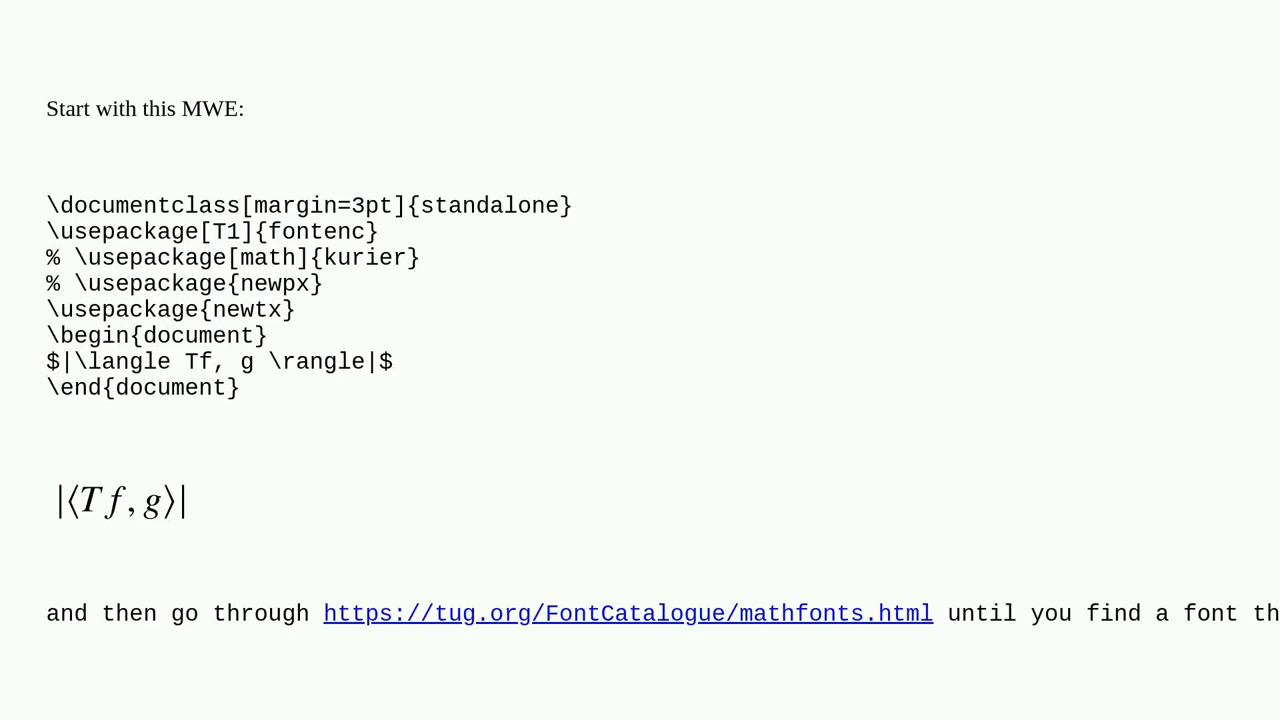 Start with this MWE:
\documentclass[margin=3pt]{standalone}
\usepackage[T1]{fontenc}
% \usepackage[math]{kurier}
% \usepackage{newpx}
\usepackage{newtx}
\begin{document}
$|\langle Tf, g \rangle|$
\end{document}
|⟨Tf, g⟩|
and then go through https://tug.org/FontCatalogue/mathfonts.html until you find a font